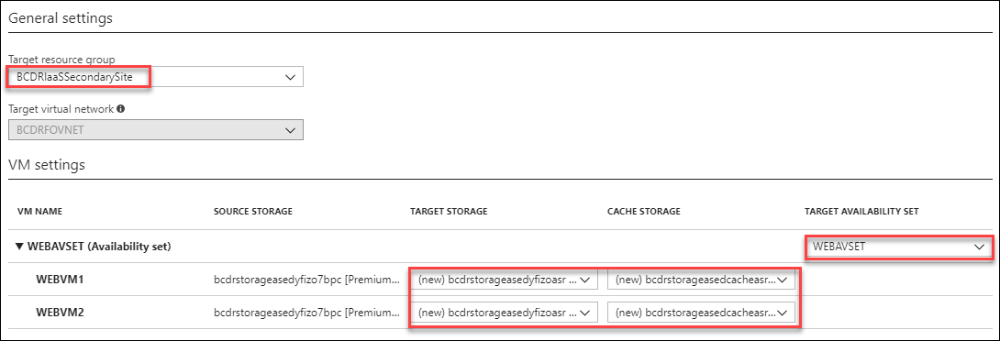 General settings
Target resource group
BCDRIaaSSecondarySite
Target virtual network
BCDRFOVNET
VM settings
VM NAME SOURCE STORAGE TARGET STORAGE CACHE STORAGE TARGET AVAILABILITY SET
WEBAVSET (Availability set) WEBAVSET
WEBVM1 bcdrstorageasedyfizo7bpc [Premium... (new) bcdrstorageasedyfizoasr ... (new) bcdrstorageasedcacheasr...
WEBVM2 bcdrstorageasedyfizo7bpc [Premium... (new) bcdrstorageasedyfizoasr ... (new) bcdrstorageasedcacheasr...